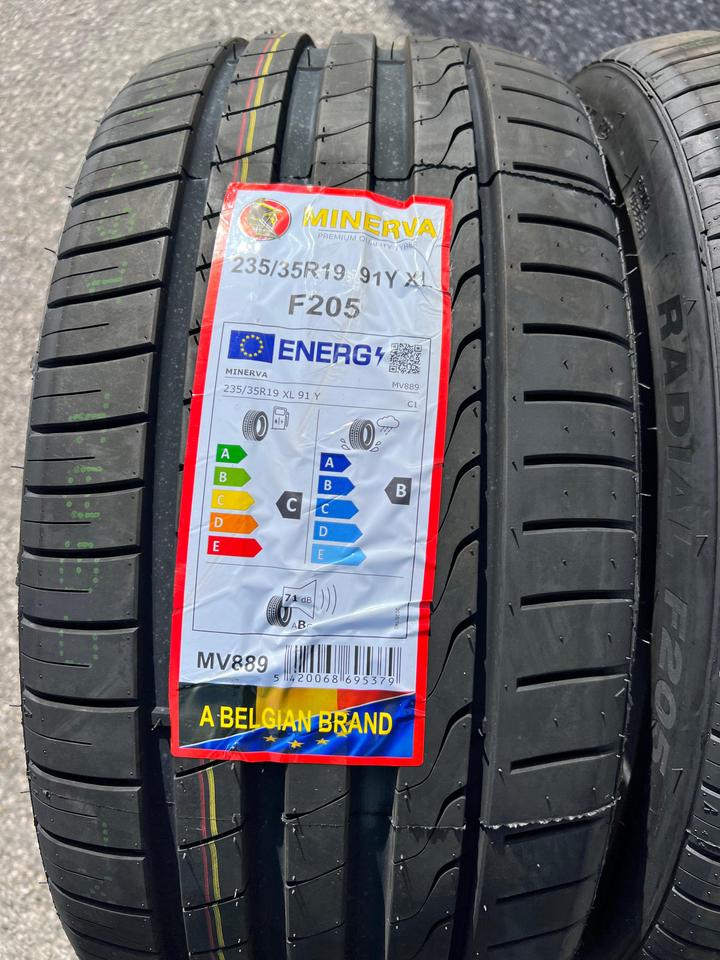 MINERVA
PREMIUM QUALITY TYRES
235/35R19 91Y XL
F205
ENERG
MINERVA
MV889
235/35R19 XL 91 Y
C1
A
B
C
D
E
C
A
B
C
D
E
B
71 dB
ABC
MV889
5 420068 695379
A BELGIAN BRAND
RADIAL F205